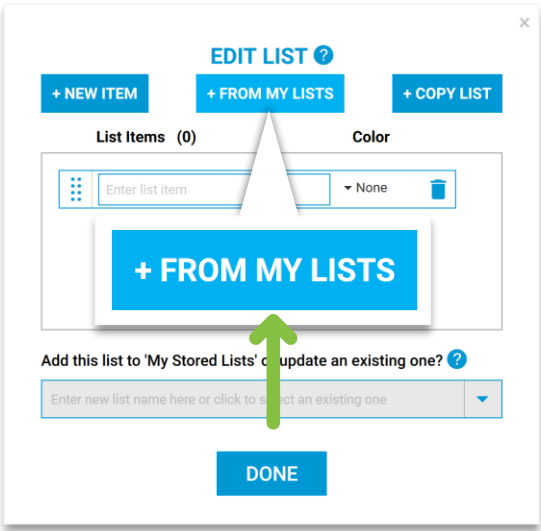 ×
EDIT LIST ?
+ NEW ITEM + FROM MY LISTS + COPY LIST
List Items (0) Color
Enter list item None
+ FROM MY LISTS
Add this list to 'My Stored Lists' update an existing one? ?
Enter new list name here or click to select an existing one
DONE